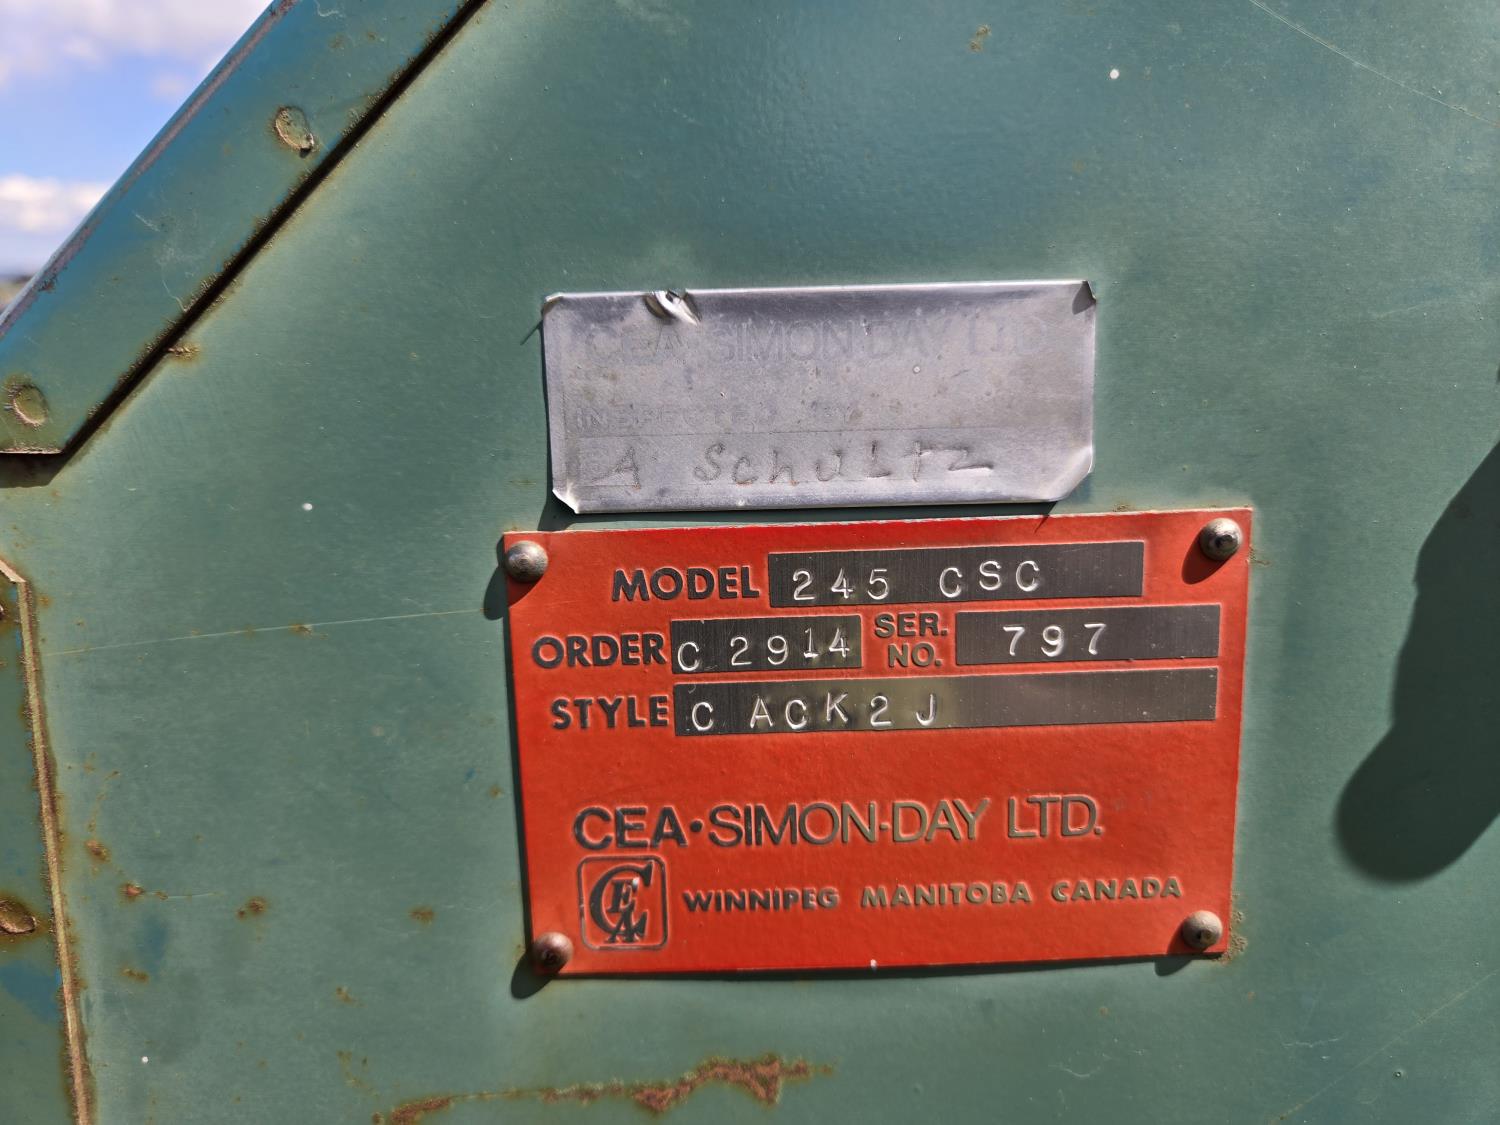 CEA·SIMON-DAY LTD.
INSPECTED BY
A Schultz
MODEL 245 CSC
ORDER C 2914 SER. NO. 797
STYLE C ACK2J
CEA·SIMON-DAY LTD.
CEA WINNIPEG MANITOBA CANADA